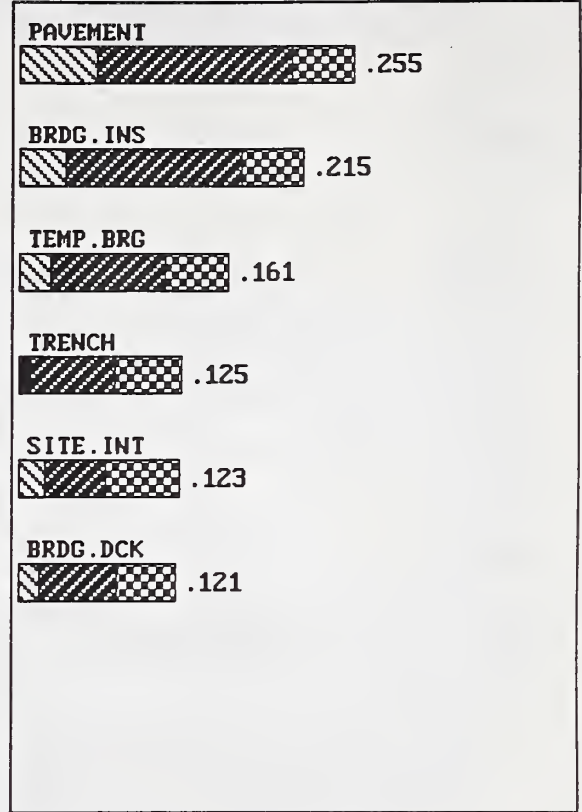 PAVEMENT
.255
BRDG.INS
.215
TEMP.BRG
.161
TRENCH
.125
SITE.INT
.123
BRDG.DCK
.121